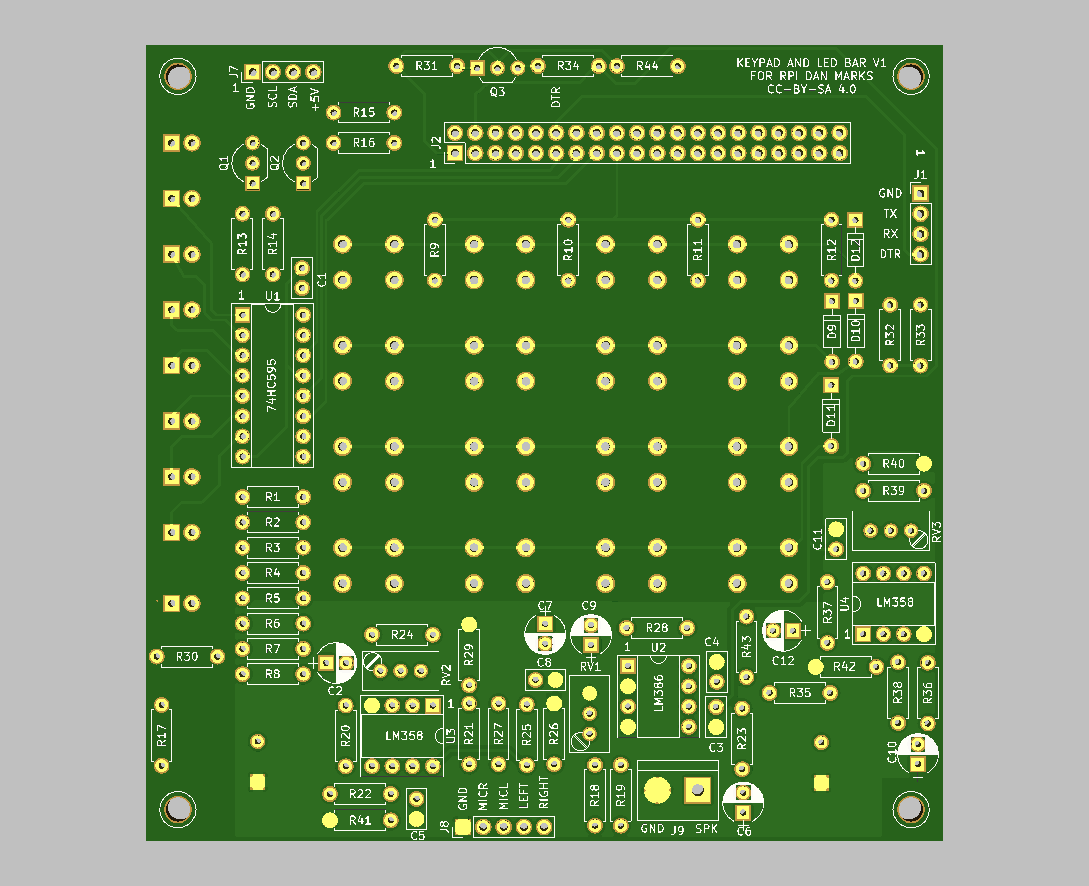 KEYPAD AND LED BAR V1
FOR RPI DAN MARKS
CC-BY-SA 4.0
J7
1
GND
SCL
SDA
+5V
R31
Q3
R34
DTR
R44
R15
R16
J2
1
Q1
Q2
1
J1
GND
TX
RX
DTR
R13
R14
C1
R9
R10
R11
R12
D12
1
U1
74HC595
D9
D10
R32
R33
D11
R40
R39
R1
R2
R3
R4
R5
R6
R7
R8
C11
RV3
U4
LM358
1
R37
R30
C2
R24
R29
C7
C9
R28
U2
1
LM386
C4
R43
C12
R42
RV2
C8
RV1
R35
R38
R36
R17
R20
1
LM358
U3
R21
R27
R25
R26
C3
R23
C10
R22
R41
C5
GND
MICR
MICL
LEFT
RIGHT
J8
R18
R19
GND
J9
SPK
C6